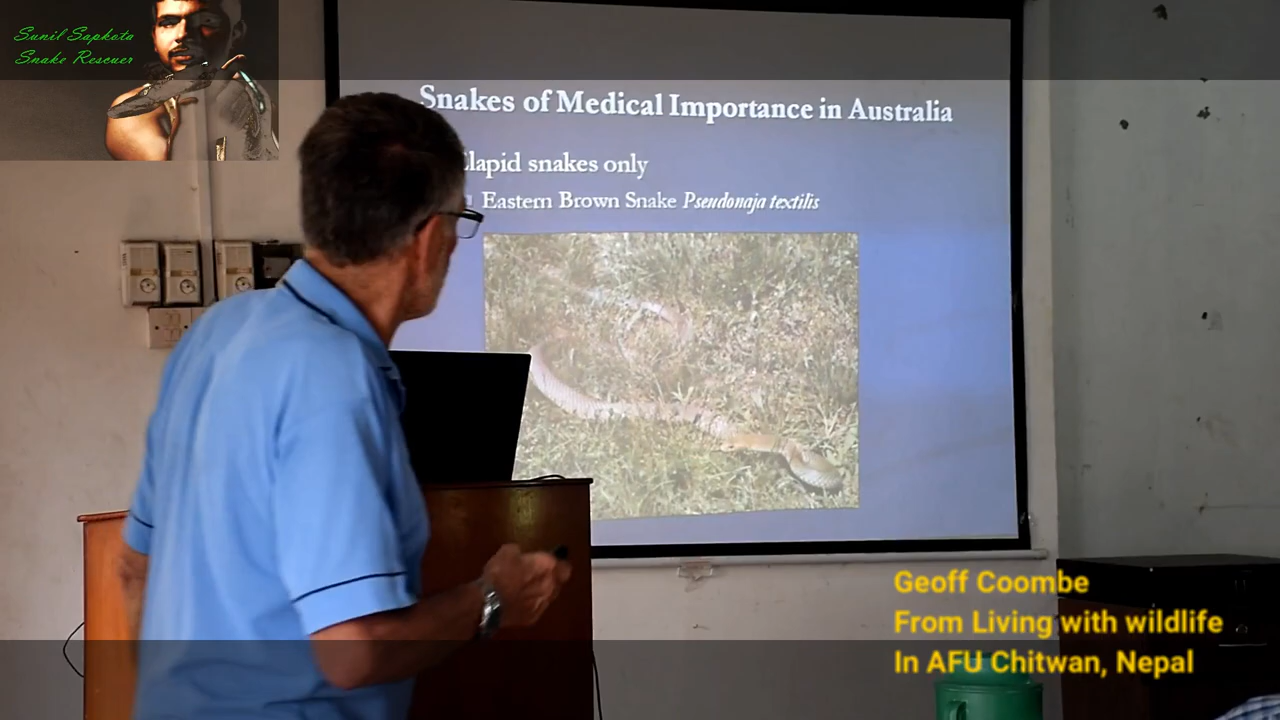 Sunil Sapkota
Snake Rescuer
Snakes of Medical Importance in Australia
Elapid snakes only
Eastern Brown Snake Pseudonaja textilis
Geoff Coombe
From Living with wildlife
In AFU Chitwan, Nepal